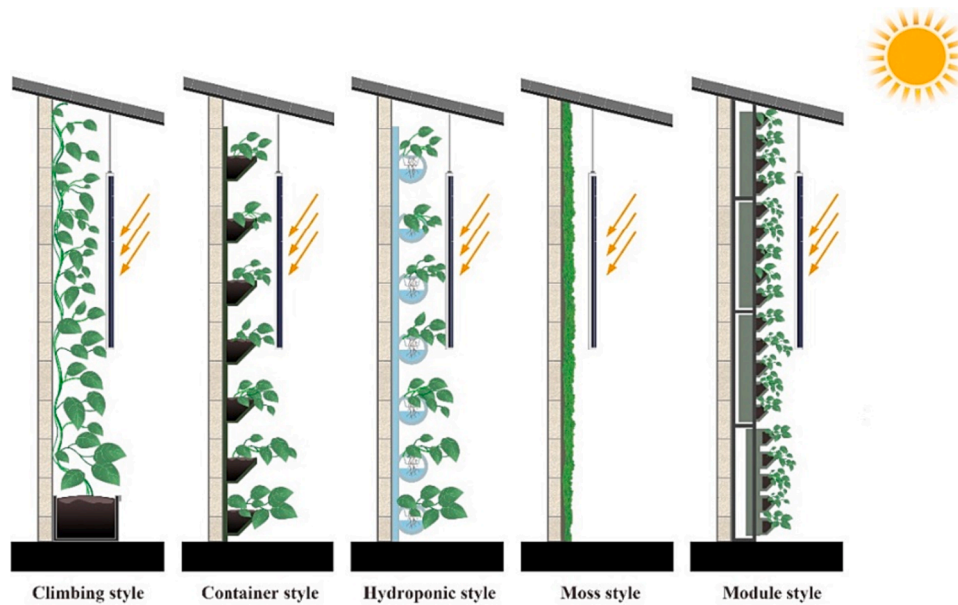 Climbing style
Container style
Hydroponic style
Moss style
Module style